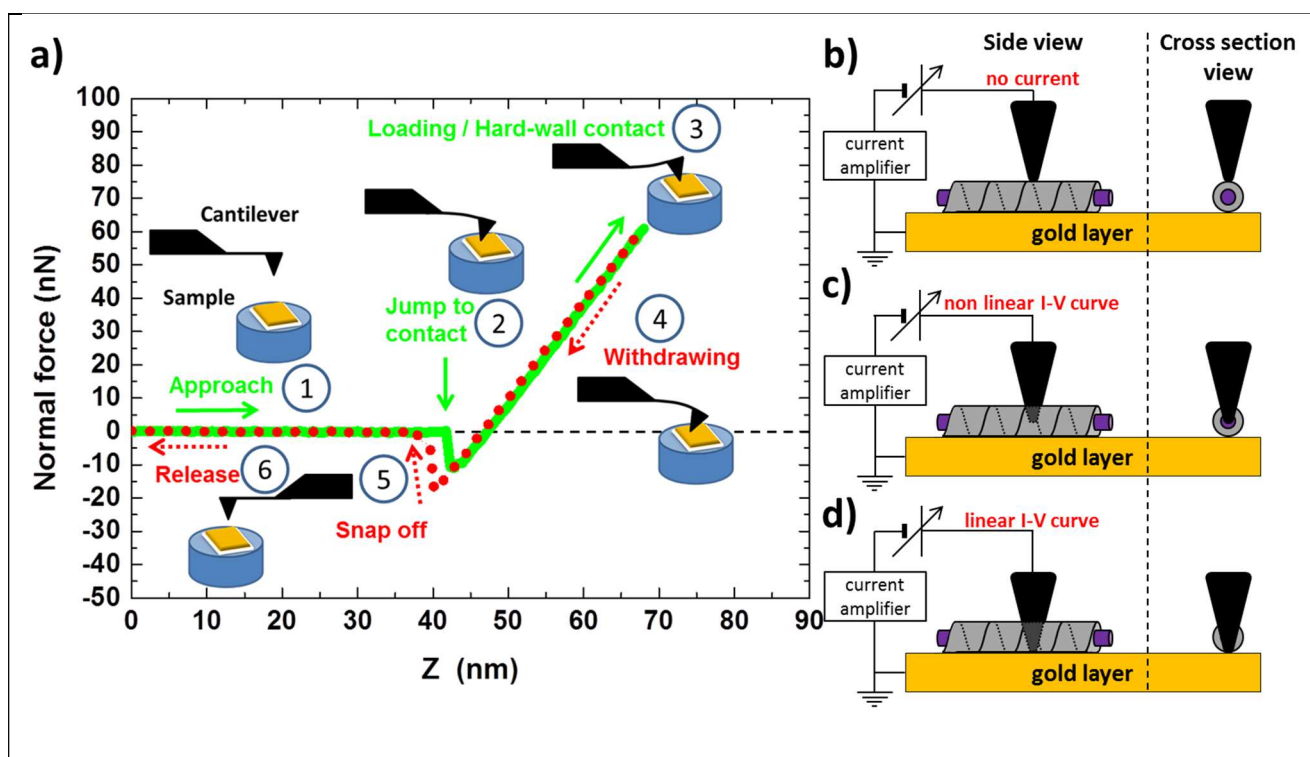 a)
Normal force (nN)
100
90
80
70
60
50
40
30
20
10
0
-10
-20
-30
-40
-50
0 10 20 30 40 50 60 70 80 90
Z (nm)
Cantilever
Sample
Approach
1
Jump to
contact
2
Loading / Hard-wall contact
3
4
Withdrawing
5
Snap off
6
Release
Side view
Cross section
view
b)
no current
current
amplifier
gold layer
c)
non linear I-V curve
current
amplifier
gold layer
d)
linear I-V curve
current
amplifier
gold layer